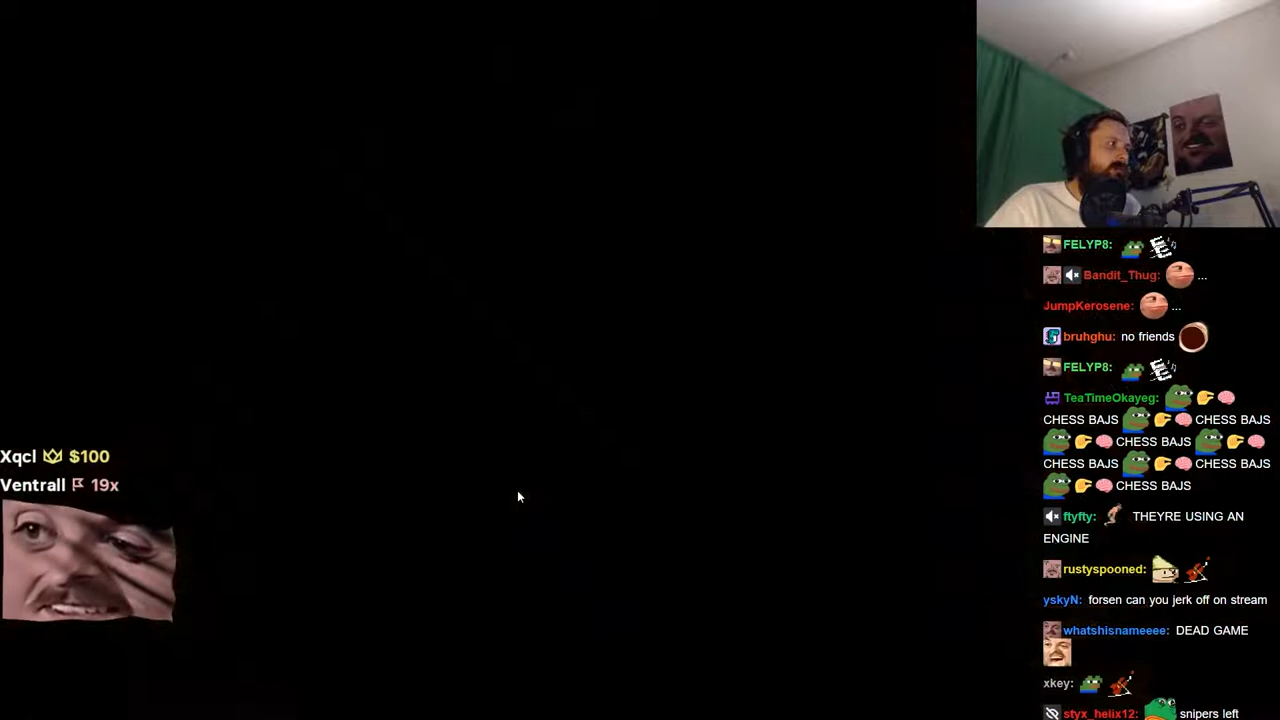 FELYP8:
Bandit_Thug: ...
JumpKerosene: ...
bruhghu: no friends
FELYP8:
TeaTimeOkayeg:
CHESS BAJS CHESS BAJS
CHESS BAJS
CHESS BAJS CHESS BAJS
CHESS BAJS
ftyfty: THEYRE USING AN
ENGINE
rustyspooned:
yskyN: forsen can you jerk off on stream
whatshisnameeee: DEAD GAME
xkey:
styx_helix12: snipers left
Xqcl $100
Ventrall 19x